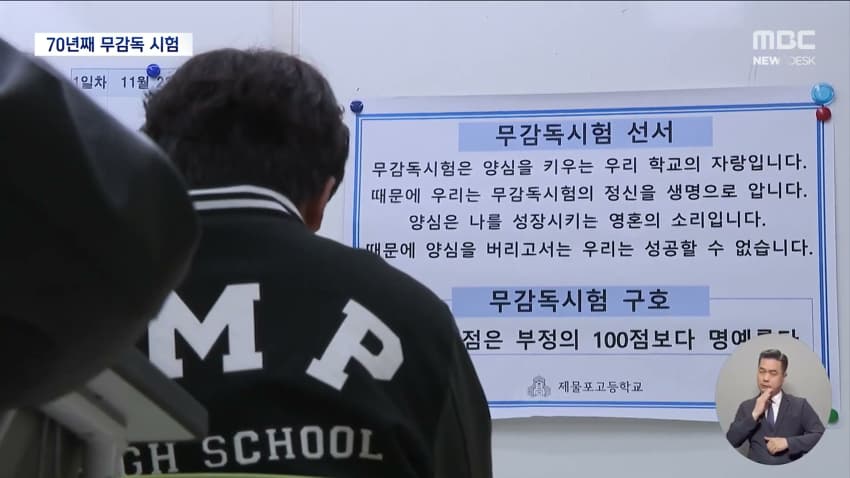 70년째 무감독 시험
MBC
NEWSDESK
1일차 11월
무감독시험 선서
무감독시험은 양심을 키우는 우리 학교의 자랑입니다.
때문에 우리는 무감독시험의 정신을 생명으로 압니다.
양심은 나를 성장시키는 영혼의 소리입니다.
때문에 양심을 버리고서는 우리는 성공할 수 없습니다.
무감독시험 구호
점은 부정의 100점보다 명예롭다
제물포고등학교
M P
GH SCHOOL